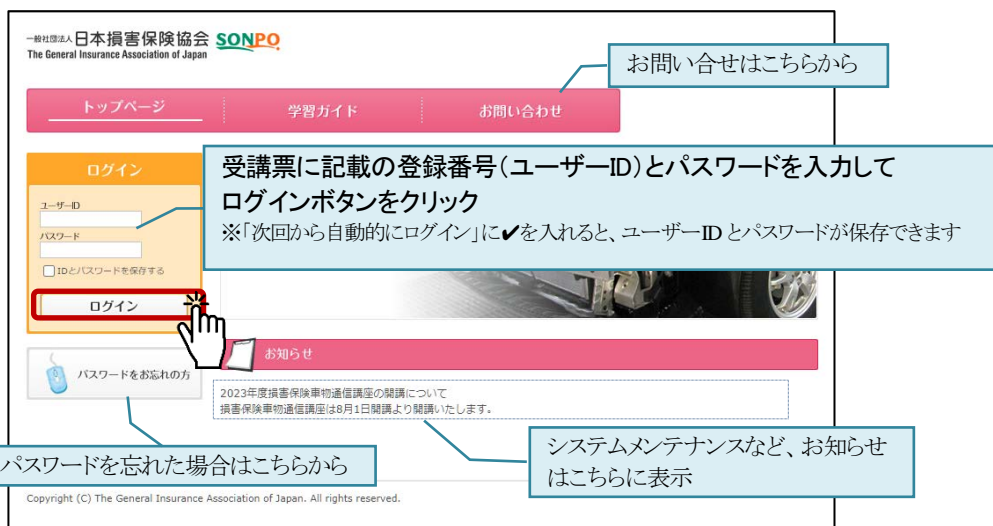 一般社団法人日本損害保険協会 SONPO
The General Insurance Association of Japan
お問い合せはこちらから
トップページ 学習ガイド お問い合わせ
ログイン
受講票に記載の登録番号(ユーザーID)とパスワードを入力して
ログインボタンをクリック
※「次回から自動的にログイン」に✔を入れると、ユーザーIDとパスワードが保存できます
ユーザーID
パスワード
IDとパスワードを保存する
ログイン
お知らせ
パスワードをお忘れの方
2023年度損害保険車物通信講座の開講について
損害保険車物通信講座は8月1日開講より開講いたします。
パスワードを忘れた場合はこちらから
システムメンテナンスなど、お知らせ
はこちらに表示
Copyright (C) The General Insurance Association of Japan. All rights reserved.